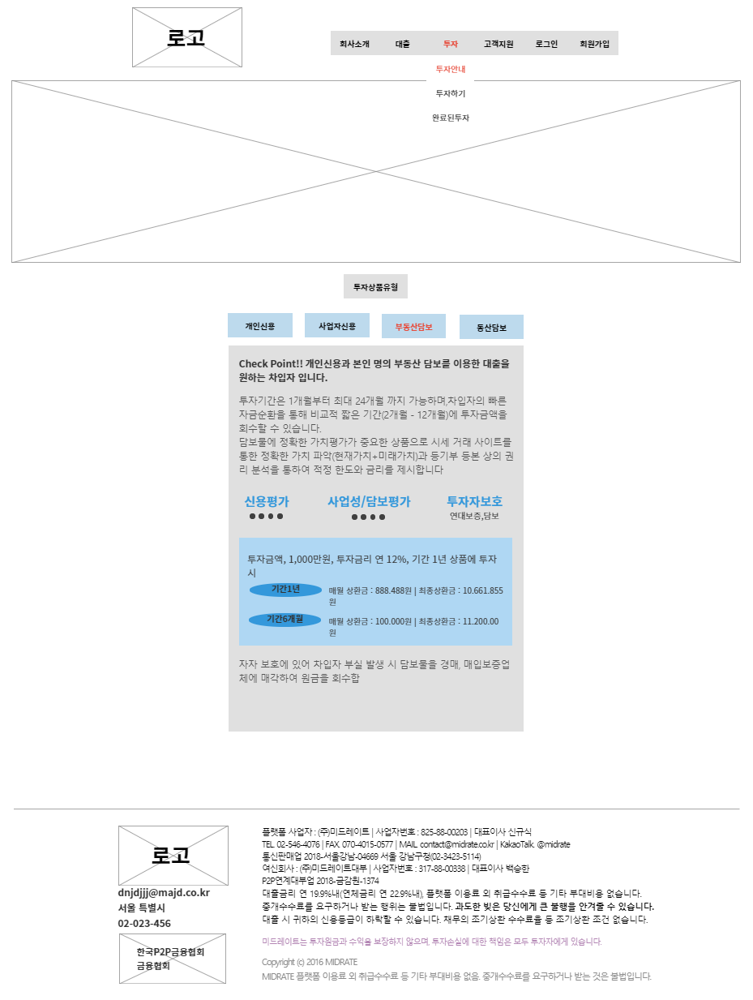 로고
회사소개 대출 투자 고객지원 로그인 회원가입
투자안내
투자하기
완료된투자
투자상품유형
개인신용 사업자신용 부동산담보 동산담보
Check Point!! 개인신용과 본인 명의 부동산 담보를 이용한 대출을
원하는 차입자 입니다.
투자기간은 1개월부터 최대 24개월 까지 가능하며,차입자의 빠른
자금순환을 통해 비교적 짧은 기간(2개월 - 12개월)에 투자금액을
회수할 수 있습니다.
담보물에 정확한 가치평가가 중요한 상품으로 시세 거래 사이트를
통한 정확한 가치 파악(현재가치+미래가치)과 등기부 등본 상의 권
리 분석을 통하여 적정 한도와 금리를 제시합니다
신용평가 사업성/담보평가 투자자보호
연대보증,담보
투자금액, 1,000만원, 투자금리 연 12%, 기간 1년 상품에 투자
시
기간1년 매월 상환금 : 888.488원 | 최종상환금 : 10.661.855
원
기간6개월 매월 상환금 : 100.000원 | 최종상환금 : 11.200.00
원
자자 보호에 있어 차입자 부실 발생 시 담보물을 경매, 매입보증업
체에 매각하여 원금을 회수합
로고
dnjdjjj@majd.co.kr
서울 특별시
02-023-456
한국P2P금융협회
금융협회
플랫폼 사업자 : (주)미드레이트 | 사업자번호 : 825-88-00203 | 대표이사 신규식
TEL 02-546-4076 | FAX. 070-4015-0577 | MAIL. contact@midrate.co.kr | KakaoTalk. @midrate
통신판매업 2018-서울강남-04669 서울 강남구청(02-3423-5114)
여신회사 : (주)미드레이트대부 | 사업자번호 : 317-88-00338 | 대표이사 백승한
P2P연계대부업 2018-금감원-1374
대출금리 연 19.9%내(연체금리 연 22.9%내), 플랫폼 이용료 외 취급수수료 등 기타 부대비용 없습니다.
중개수수료를 요구하거나 받는 행위는 불법입니다. 과도한 빚은 당신에게 큰 불행을 안겨줄 수 있습니다.
대출 시 귀하의 신용등급이 하락할 수 있습니다. 채무의 조기상환 수수료율 등 조기상환 조건 없습니다.
미드레이트는 투자원금과 수익을 보장하지 않으며, 투자손실에 대한 책임은 모두 투자자에게 있습니다.
Copyright (c) 2016 MIDRATE
MIDRATE 플랫폼 이용료 외 취급수수료 등 기타 부대비용 없음. 중개수수료를 요구하거나 받는 것은 불법입니다.